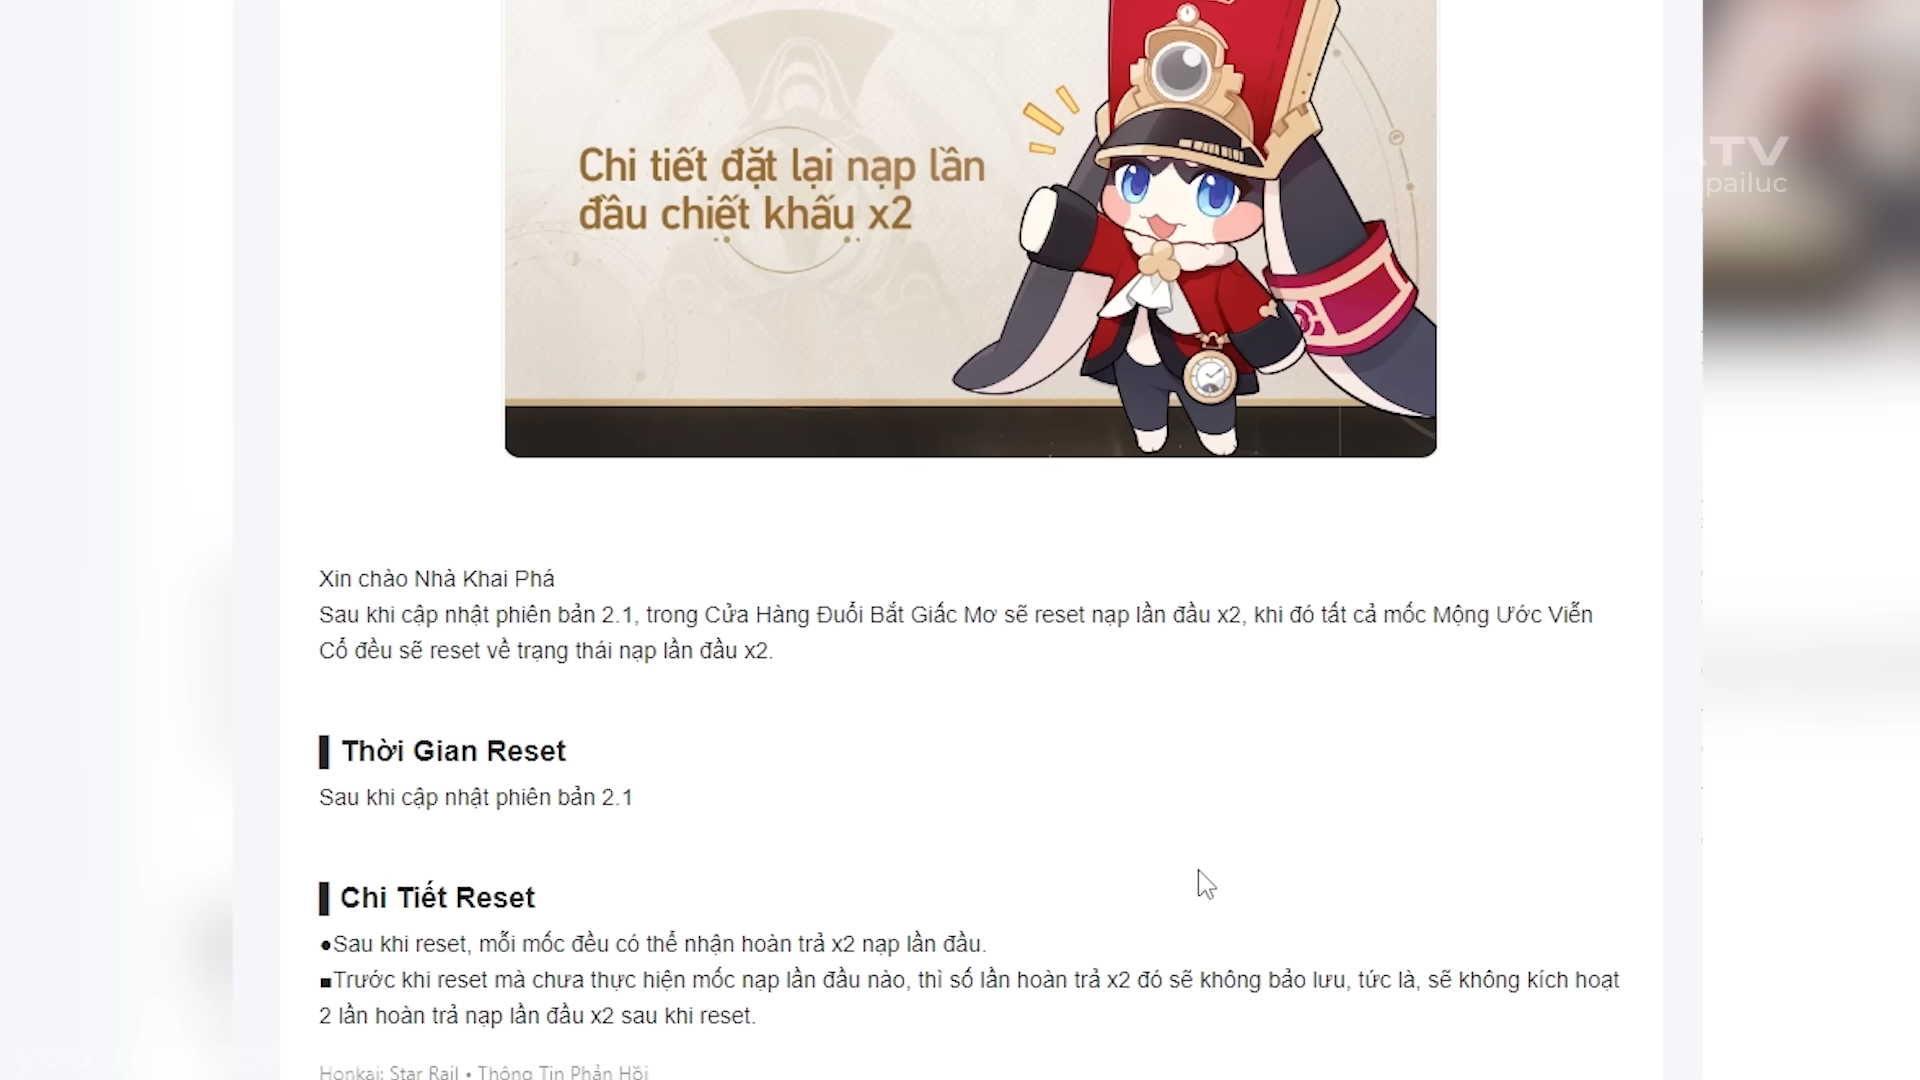 Chi tiết đặt lại nạp lần
đầu chiết khấu x2
ATV
pailuc
Xin chào Nhà Khai Phá
Sau khi cập nhật phiên bản 2.1, trong Cửa Hàng Đuổi Bắt Giấc Mơ sẽ reset nạp lần đầu x2, khi đó tất cả mốc Mộng Ước Viễn
Cổ đều sẽ reset về trạng thái nạp lần đầu x2.
Thời Gian Reset
Sau khi cập nhật phiên bản 2.1
Chi Tiết Reset
●Sau khi reset, mỗi mốc đều có thể nhận hoàn trả x2 nạp lần đầu.
■Trước khi reset mà chưa thực hiện mốc nạp lần đầu nào, thì số lần hoàn trả x2 đó sẽ không bảo lưu, tức là, sẽ không kích hoạt
2 lần hoàn trả nạp lần đầu x2 sau khi reset.
Honkai: Star Rail • Thông Tin Phản Hồi